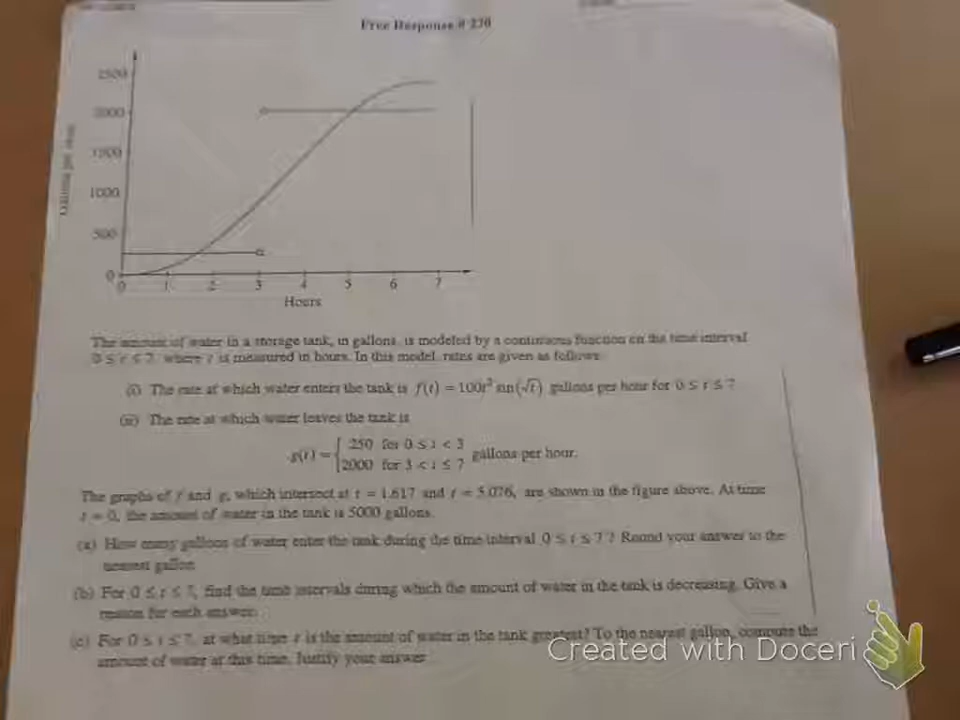 Free Response # 230
2500
2000
1500
1000
500
0
0 1 2 3 4 5 6 7
Hours
The amount of water in a storage tank, in gallons, is modeled by a continuous function on the time interval
0 ≤ t ≤ 7, where t is measured in hours. In this model, rates are given as follows:
(i) The rate at which water enters the tank is f(t) = 100t² sin(√t) gallons per hour for 0 ≤ t ≤ 7
(ii) The rate at which water leaves the tank is
g(t) = { 250 for 0 ≤ t < 3
2000 for 3 < t ≤ 7 gallons per hour.
The graphs of f and g, which intersect at t = 1.617 and t = 5.076, are shown in the figure above. At time
t = 0, the amount of water in the tank is 5000 gallons.
(a) How many gallons of water enter the tank during the time interval 0 ≤ t ≤ 7? Round your answer to the
nearest gallon
(b) For 0 ≤ t ≤ 7, find the time intervals during which the amount of water in the tank is decreasing. Give a
reason for each answer.
(c) For 0 ≤ t ≤ 7, at what time t is the amount of water in the tank greatest? To the nearest gallon, compute the
amount of water at this time. Justify your answer
Created with Doceri